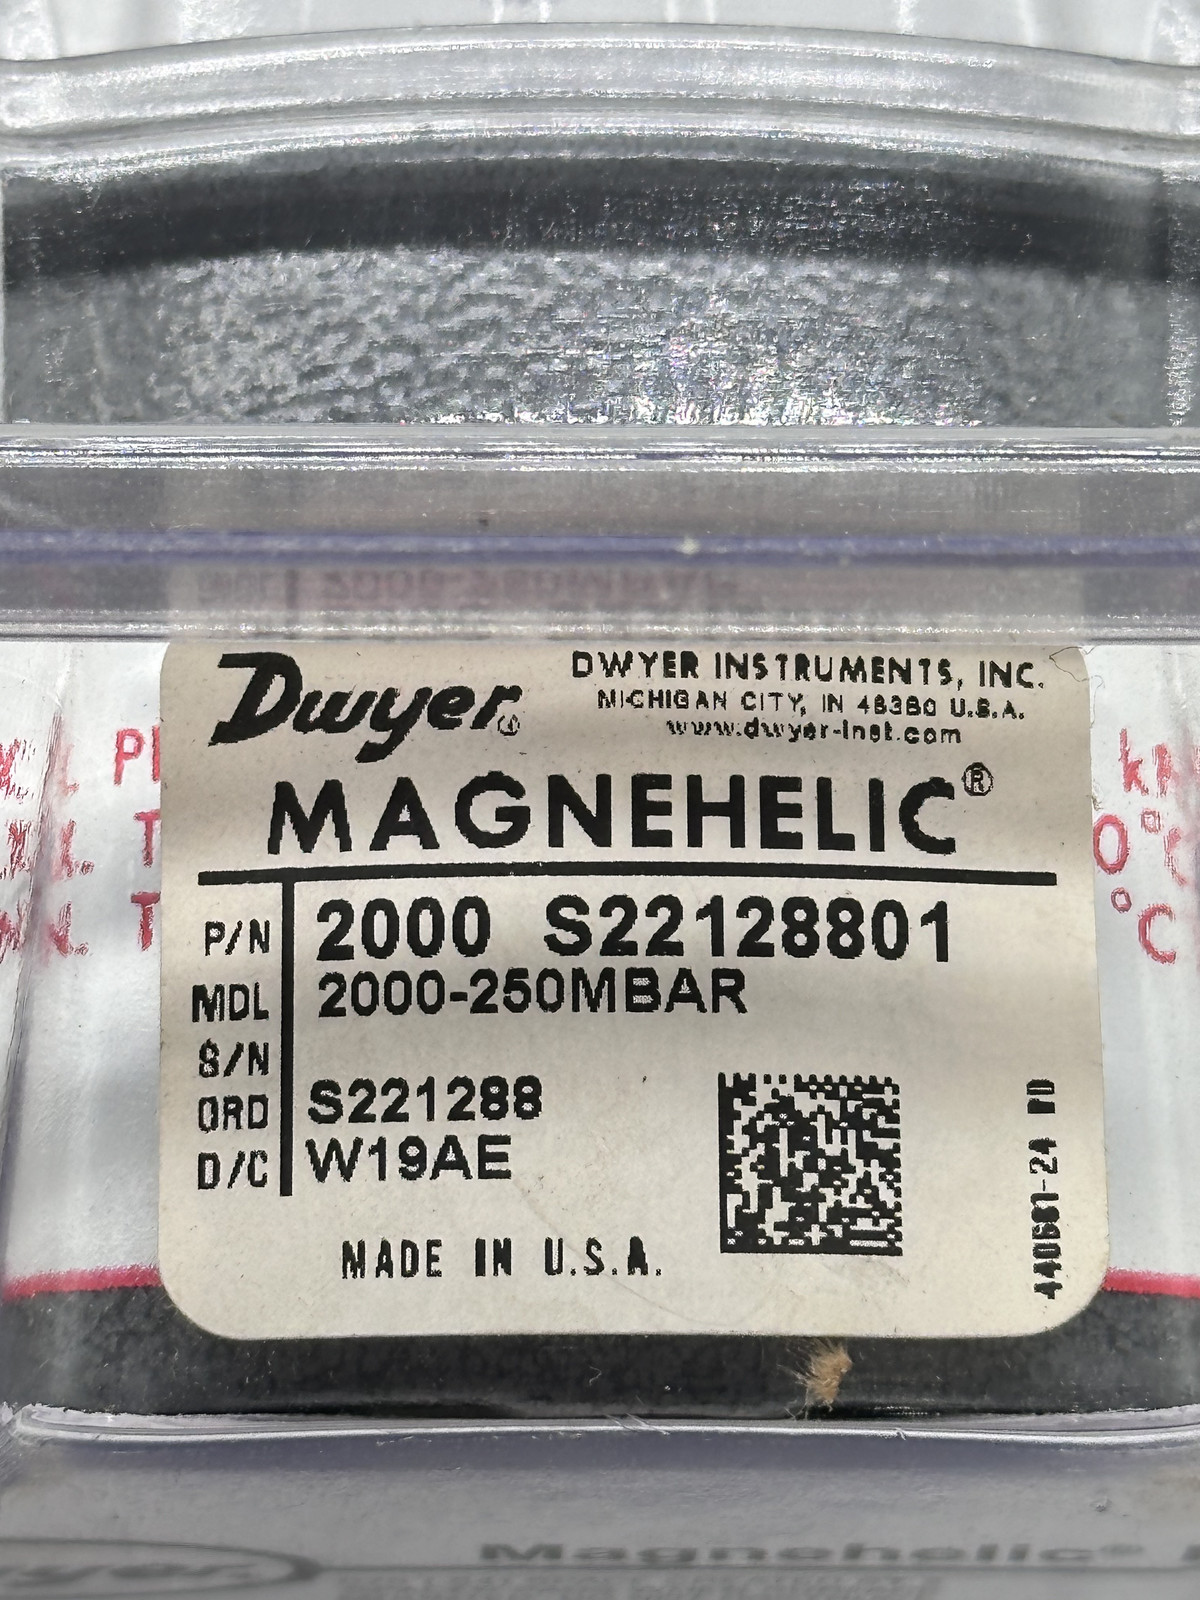 Dwyer®
DWYER INSTRUMENTS, INC.
MICHIGAN CITY, IN 46360 U.S.A.
www.dwyer-inst.com
MAGNEHELIC®
P/N 2000 S22128801
MDL 2000-250MBAR
S/N
ORD S221288
D/C W19AE
MADE IN U.S.A.
440681-24
°C
Magnehelic®